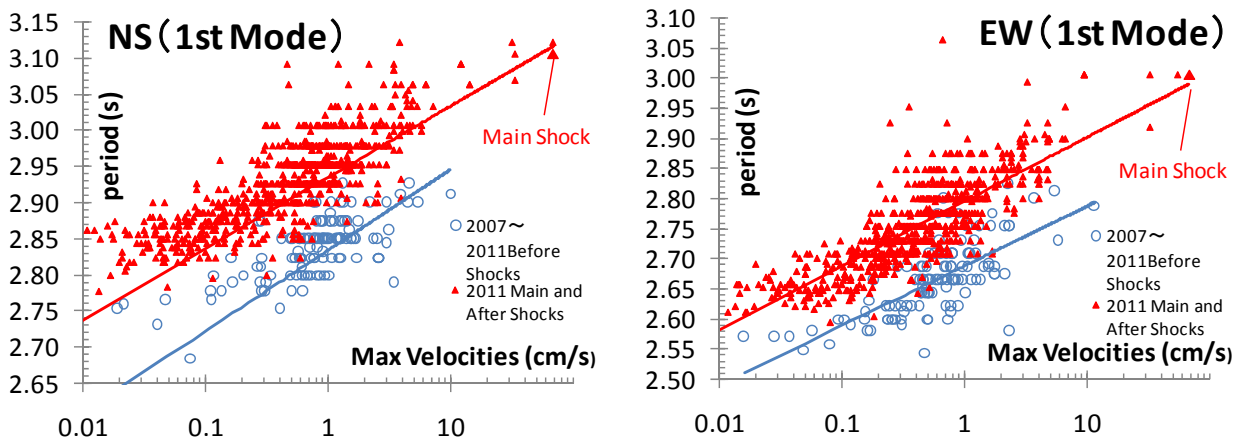 NS（1st Mode）
3.15
3.10
3.05
3.00
2.95
2.90
2.85
2.80
2.75
2.70
2.65
period (s)
Main Shock
2007～
2011Before
Shocks
2011 Main and
After Shocks
Max Velocities (cm/s)
0.01
0.1
1
10
EW（1st Mode）
3.10
3.05
3.00
2.95
2.90
2.85
2.80
2.75
2.70
2.65
2.60
2.55
2.50
period (s)
Main Shock
2007～
2011Before
Shocks
2011 Main and
After Shocks
Max Velocities (cm/s)
0.01
0.1
1
10